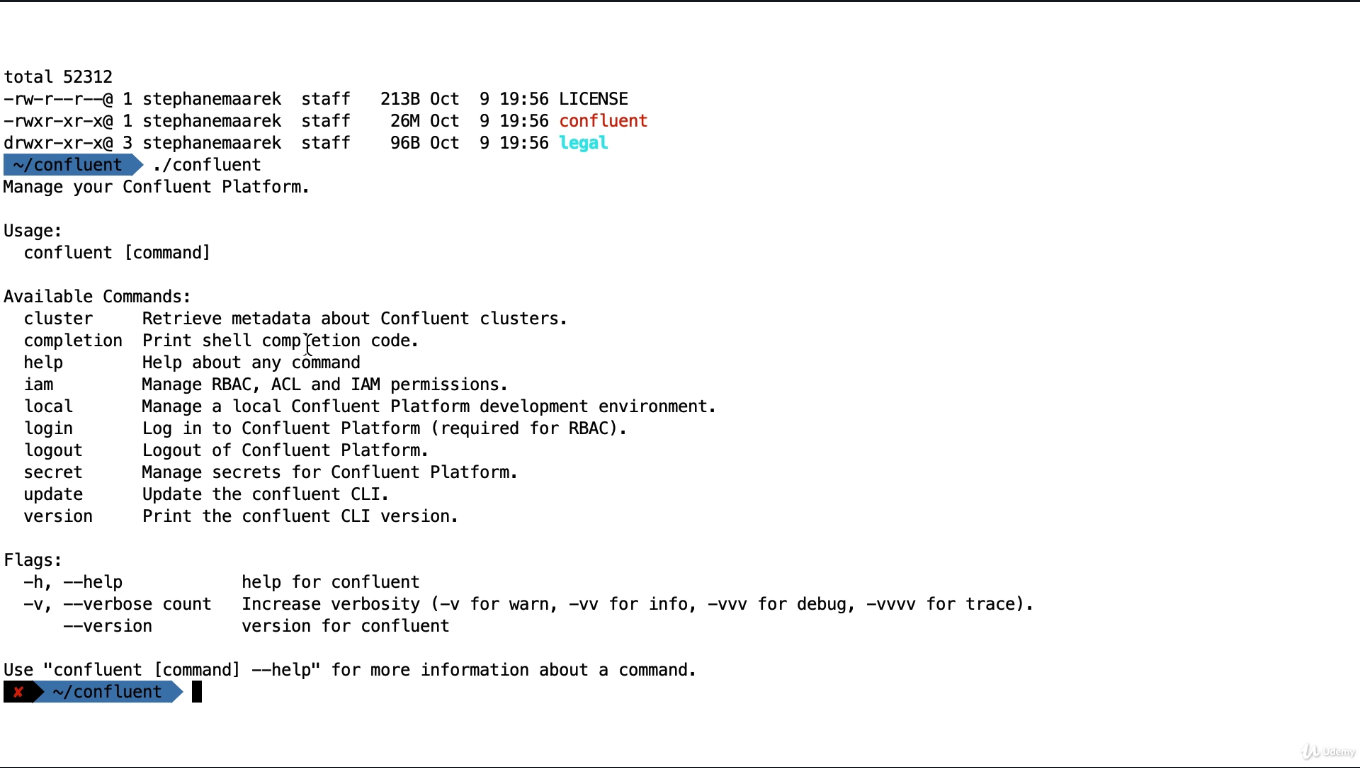 total 52312
-rw-r--r--@ 1 stephanemaarek  staff   213B Oct  9 19:56 LICENSE
-rwxr-xr-x@ 1 stephanemaarek  staff    26M Oct  9 19:56 confluent
drwxr-xr-x@ 3 stephanemaarek  staff    96B Oct  9 19:56 legal
~/confluent ./confluent
Manage your Confluent Platform.
Usage:
  confluent [command]
Available Commands:
  cluster     Retrieve metadata about Confluent clusters.
  completion  Print shell completion code.
  help        Help about any command
  iam         Manage RBAC, ACL and IAM permissions.
  local       Manage a local Confluent Platform development environment.
  login       Log in to Confluent Platform (required for RBAC).
  logout      Logout of Confluent Platform.
  secret      Manage secrets for Confluent Platform.
  update      Update the confluent CLI.
  version     Print the confluent CLI version.
Flags:
  -h, --help            help for confluent
  -v, --verbose count   Increase verbosity (-v for warn, -vv for info, -vvv for debug, -vvvv for trace).
      --version         version for confluent
Use "confluent [command] --help" for more information about a command.
✘ ~/confluent
Udemy